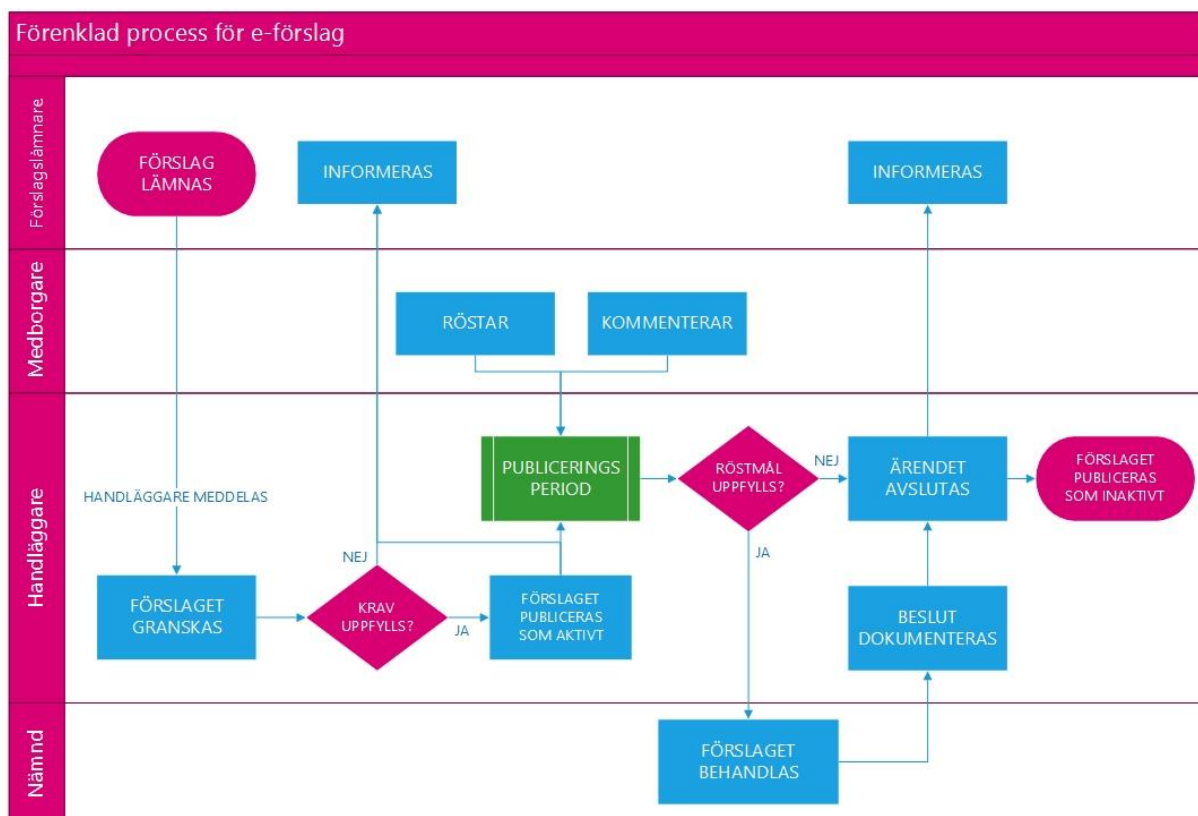 Förenklad process för e-förslag
Förslagslämnare
FÖRSLAG
LÄMNAS
INFORMERAS
INFORMERAS
Medborgare
RÖSTAR
KOMMENTERAR
Handläggare
HANDLÄGGARE MEDDELAS
PUBLICERINGS
PERIOD
RÖSTMÅL
UPPFYLLS?
NEJ
ÄRENDET
AVSLUTAS
FÖRSLAGET
PUBLICERAS
SOM INAKTIVT
JA
FÖRSLAGET
GRANSKAS
KRAV
UPPFYLLS?
NEJ
JA
FÖRSLAGET
PUBLICERAS
SOM AKTIVT
BESLUT
DOKUMENTERAS
Nämnd
FÖRSLAGET
BEHANDLAS